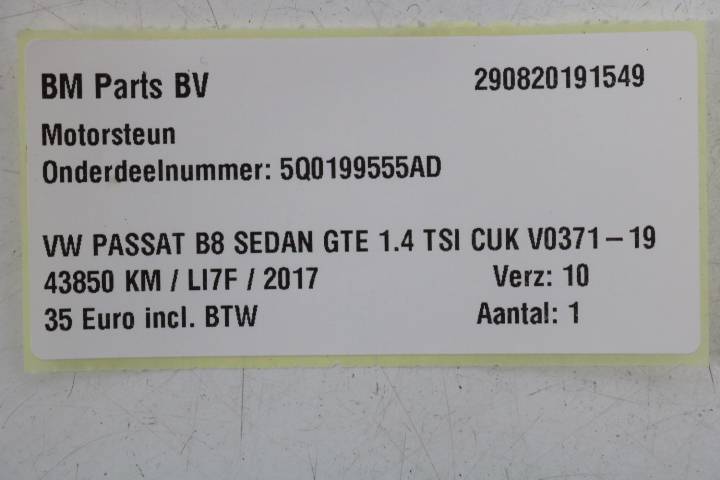 BM Parts BV 290820191549
Motorsteun
Onderdeelnummer: 5Q0199555AD
VW PASSAT B8 SEDAN GTE 1.4 TSI CUK V0371-19
43850 KM / LI7F / 2017 Verz: 10
35 Euro incl. BTW Aantal: 1